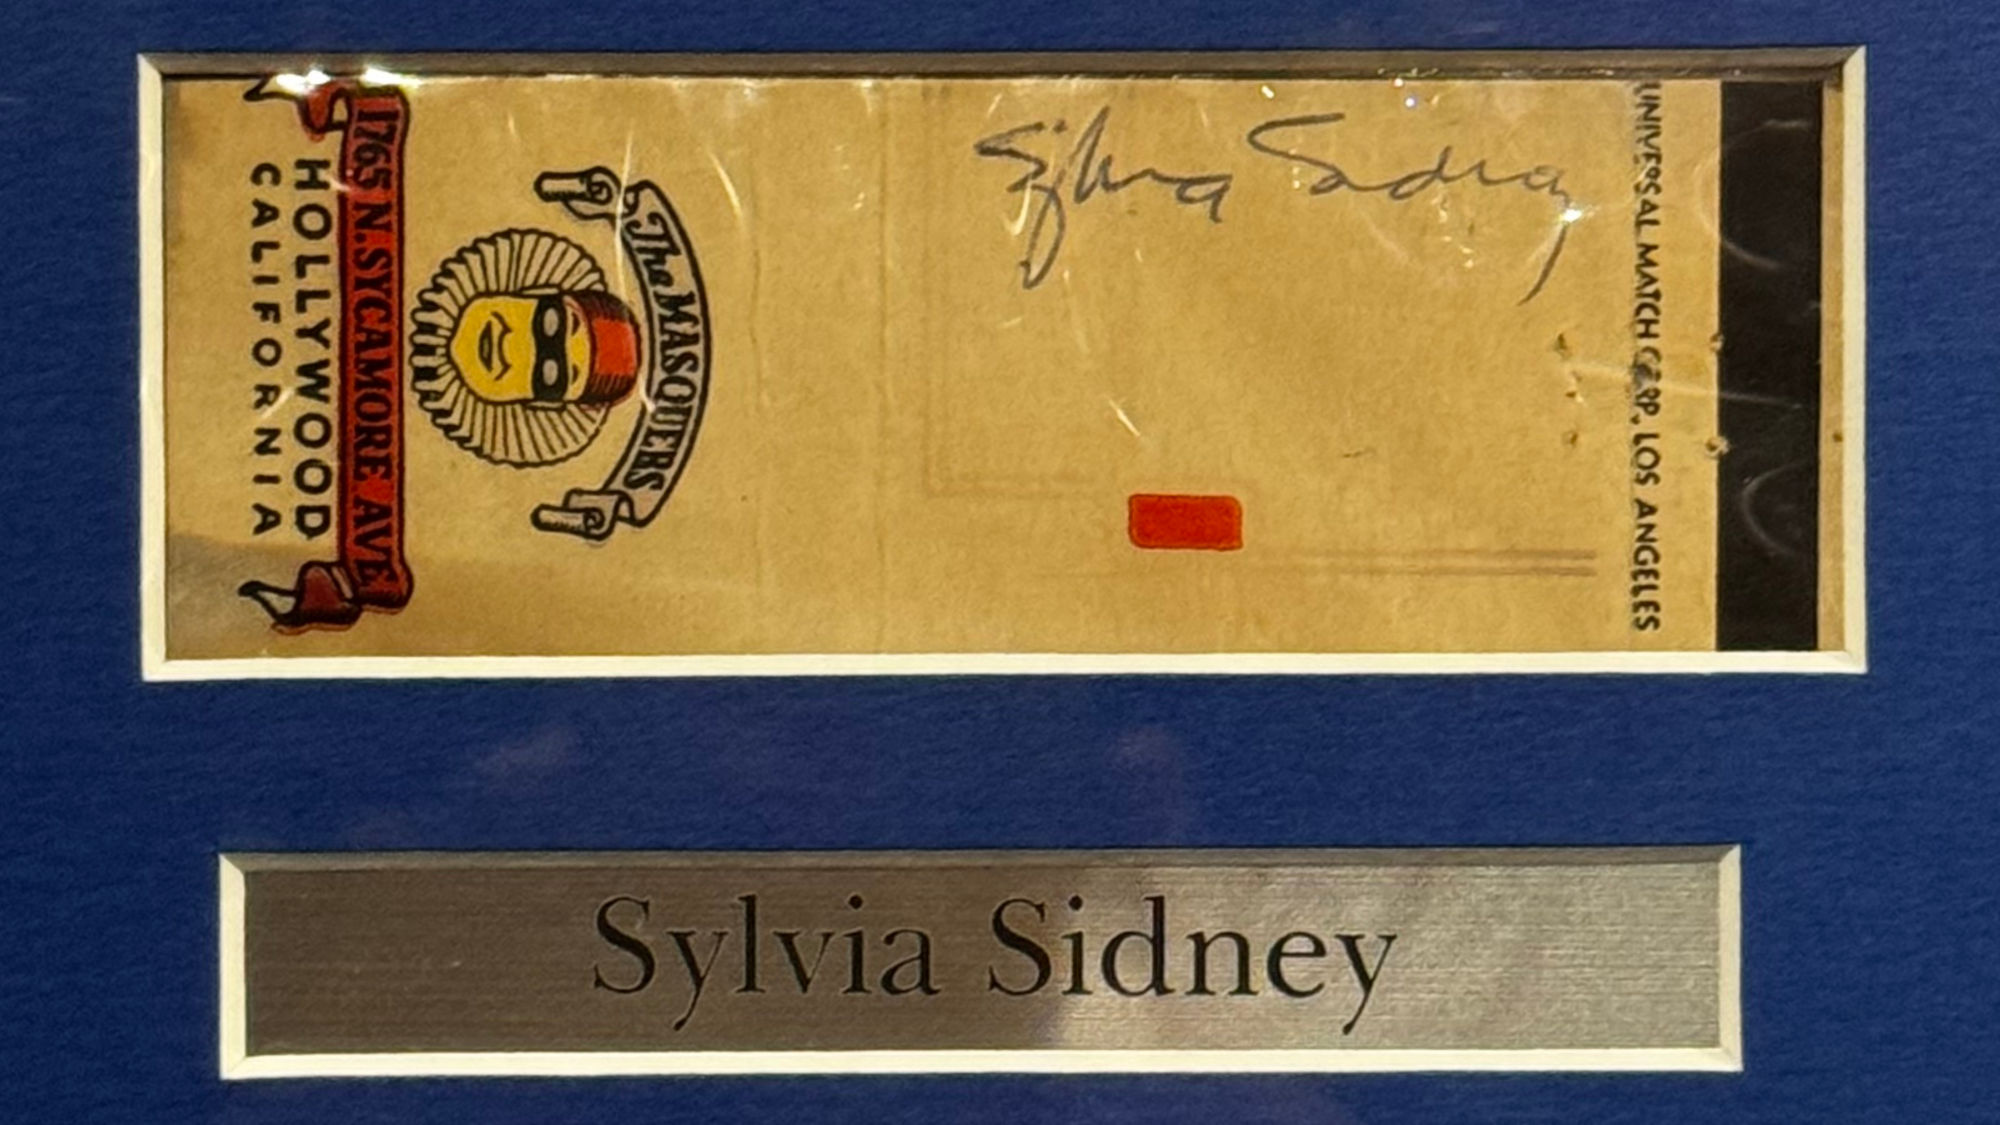 The MASQUERS
1765 N. SYCAMORE AVE
HOLLYWOOD
CALIFORNIA
Sylvia Sidney
UNIVERSAL MATCH CORP., LOS ANGELES
Sylvia Sidney